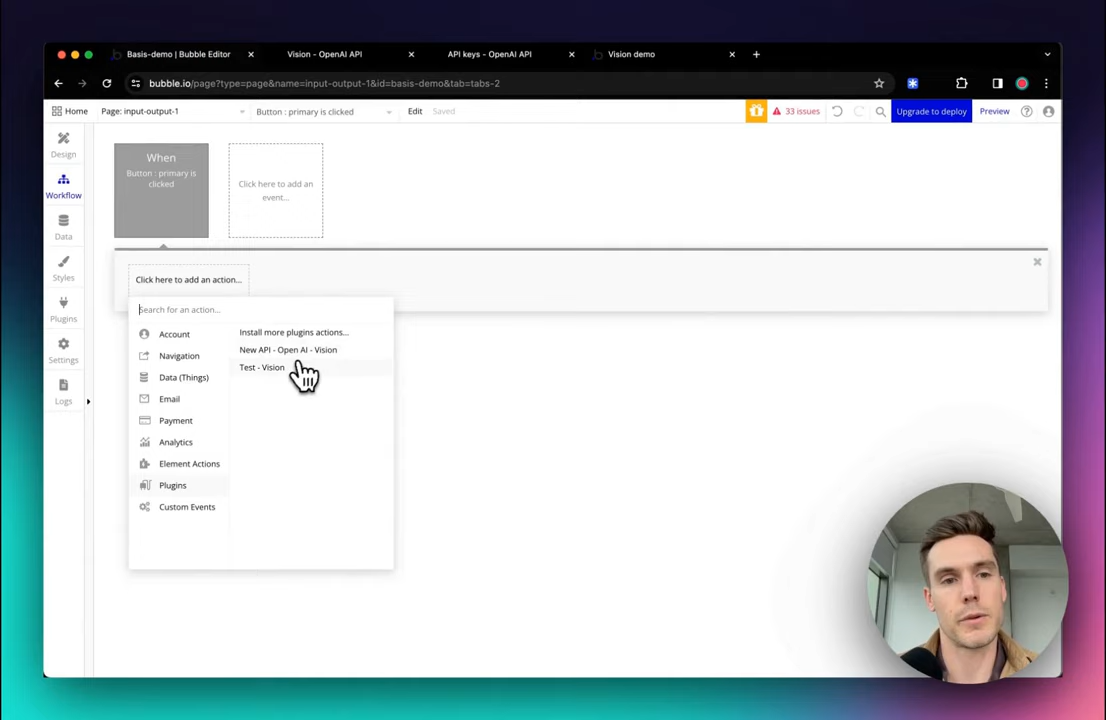 Basis-demo | Bubble Editor
Vision - OpenAI API
API keys - OpenAI API
Vision demo
bubble.io/page?type=page&name=input-output-1&id=basis-demo&tab=tabs-2
Home
Page: input-output-1
Button : primary is clicked
Edit
Saved
33 issues
Upgrade to deploy
Preview
Design
Workflow
Data
Styles
Plugins
Settings
Logs
When
Button : primary is
clicked
Click here to add an
event...
Click here to add an action...
Search for an action...
Account
Navigation
Data (Things)
Email
Payment
Analytics
Element Actions
Plugins
Custom Events
Install more plugins actions...
New API - Open AI - Vision
Test - Vision